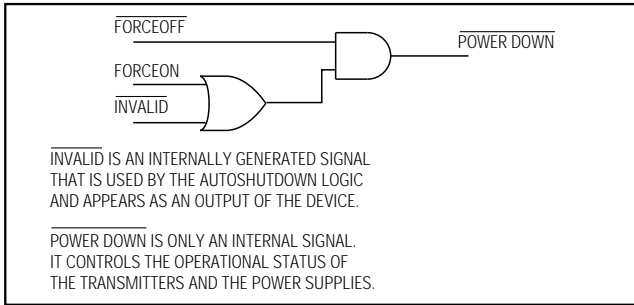 FORCEOFF
POWER DOWN
FORCEON
INVALID
INVALID IS AN INTERNALLY GENERATED SIGNAL
THAT IS USED BY THE AUTOSHUTDOWN LOGIC
AND APPEARS AS AN OUTPUT OF THE DEVICE.
POWER DOWN IS ONLY AN INTERNAL SIGNAL.
IT CONTROLS THE OPERATIONAL STATUS OF
THE TRANSMITTERS AND THE POWER SUPPLIES.